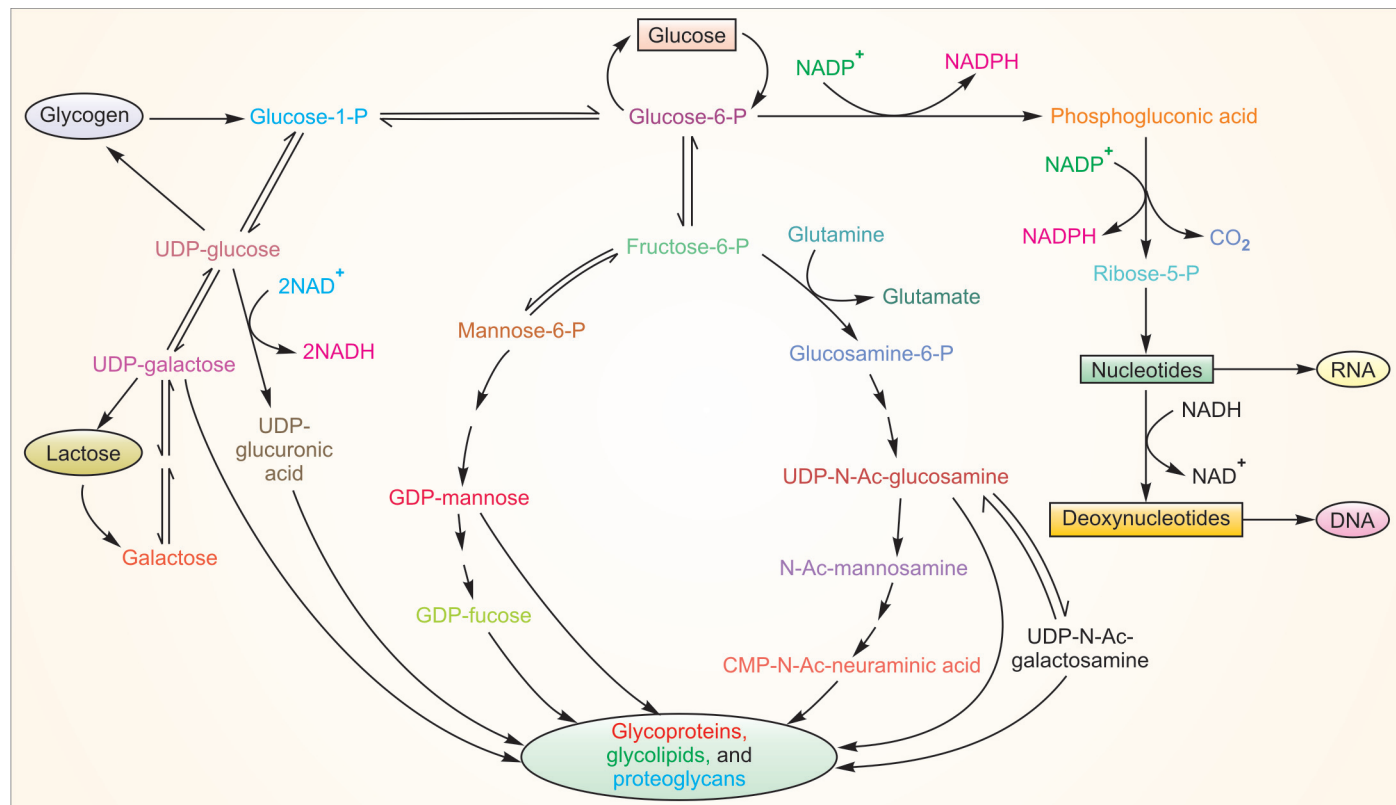 Glucose
NADP+
NADPH
Glycogen
Glucose-1-P
Glucose-6-P
Phosphogluconic acid
NADP+
NADPH
CO2
UDP-glucose
Fructose-6-P
Glutamine
Ribose-5-P
2NAD+
Glutamate
Mannose-6-P
2NADH
Glucosamine-6-P
UDP-galactose
Nucleotides
RNA
NADH
UDP-
glucuronic
acid
Lactose
UDP-N-Ac-glucosamine
NAD+
GDP-mannose
Deoxynucleotides
DNA
Galactose
N-Ac-mannosamine
GDP-fucose
UDP-N-Ac-
galactosamine
CMP-N-Ac-neuraminic acid
Glycoproteins,
glycolipids, and
proteoglycans